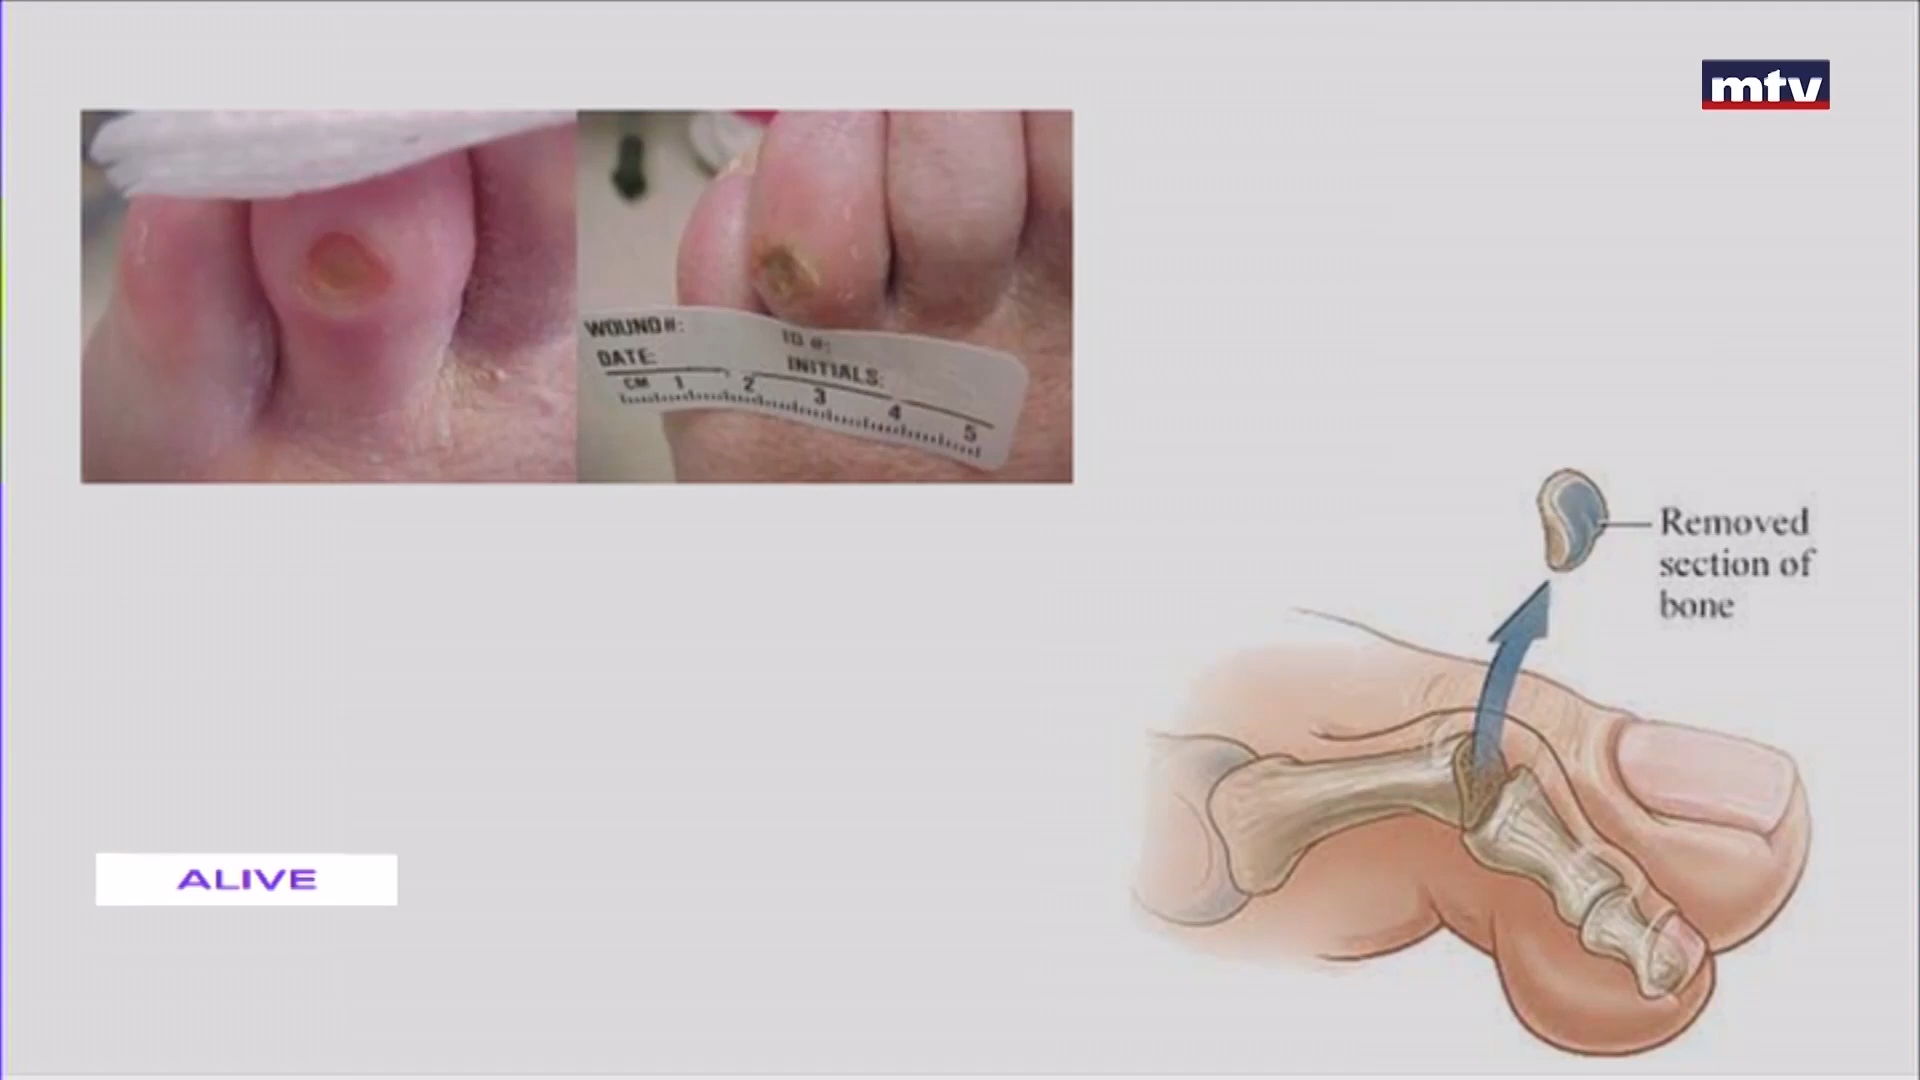 mtv
WOUND#:
ID #:
DATE:
INITIALS:
CM 1 2 3 4 5
Removed
section of
bone
ALIVE